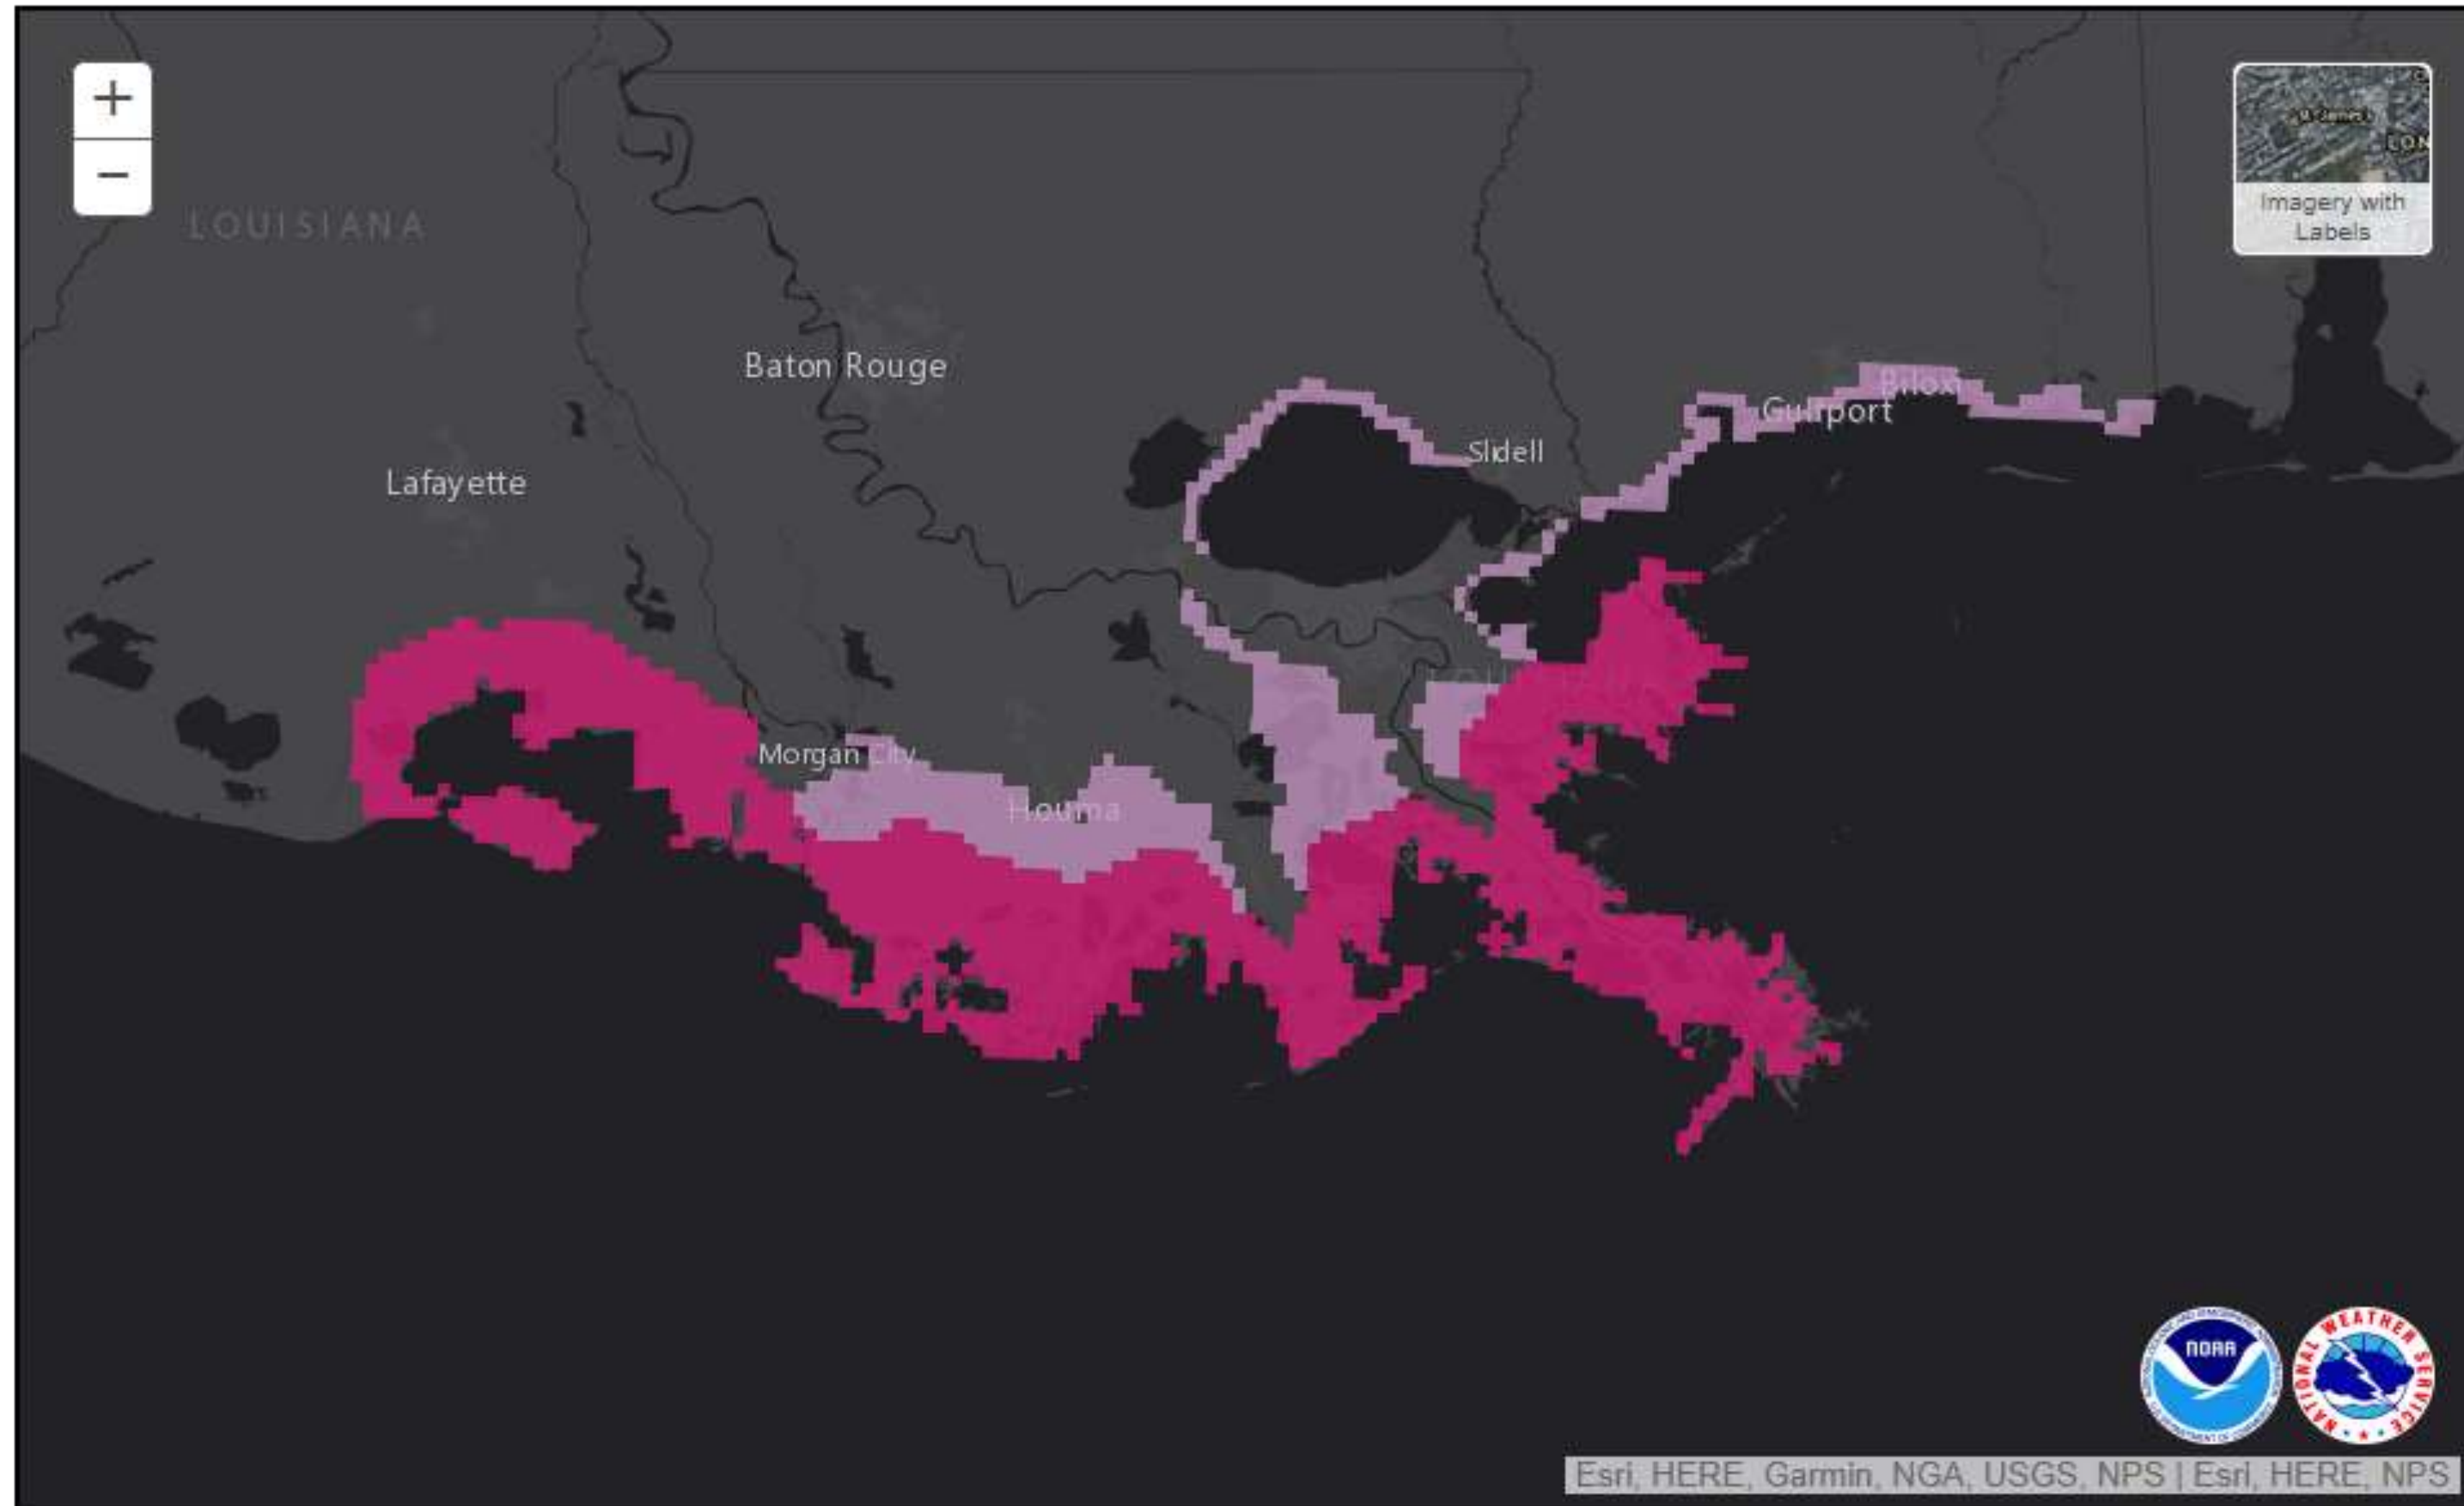 +
−
LOUISIANA
Imagery with
Labels
Baton Rouge
Biloxi
Gulfport
Slidell
Lafayette
Morgan City
Houma
NOAA
NATIONAL WEATHER SERVICE
Esri, HERE, Garmin, NGA, USGS, NPS | Esri, HERE, NPS